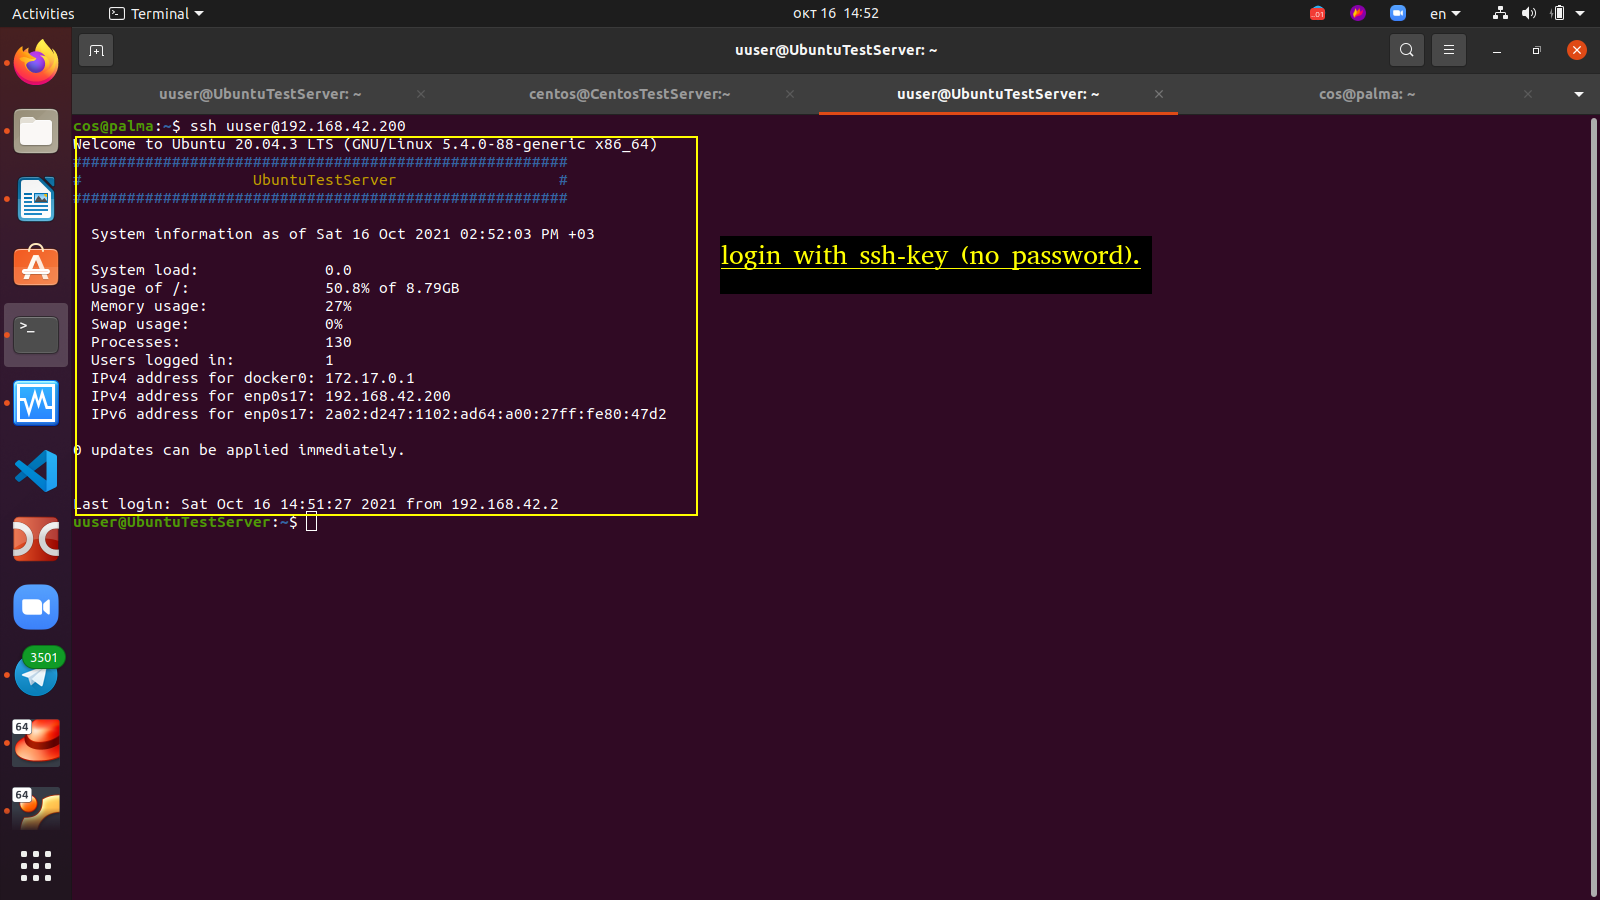 Activities Terminal окт 16 14:52 en
uuser@UbuntuTestServer: ~
uuser@UbuntuTestServer: ~ centos@CentosTestServer:~ uuser@UbuntuTestServer: ~ cos@palma: ~
cos@palma:~$ ssh uuser@192.168.42.200
Welcome to Ubuntu 20.04.3 LTS (GNU/Linux 5.4.0-88-generic x86_64)
#######################################################
# UbuntuTestServer #
#######################################################
System information as of Sat 16 Oct 2021 02:52:03 PM +03
login with ssh-key (no password).
System load: 0.0
Usage of /: 50.8% of 8.79GB
Memory usage: 27%
Swap usage: 0%
Processes: 130
Users logged in: 1
IPv4 address for docker0: 172.17.0.1
IPv4 address for enp0s17: 192.168.42.200
IPv6 address for enp0s17: 2a02:d247:1102:ad64:a00:27ff:fe80:47d2
0 updates can be applied immediately.
Last login: Sat Oct 16 14:51:27 2021 from 192.168.42.2
uuser@UbuntuTestServer:~$
3501
64
64